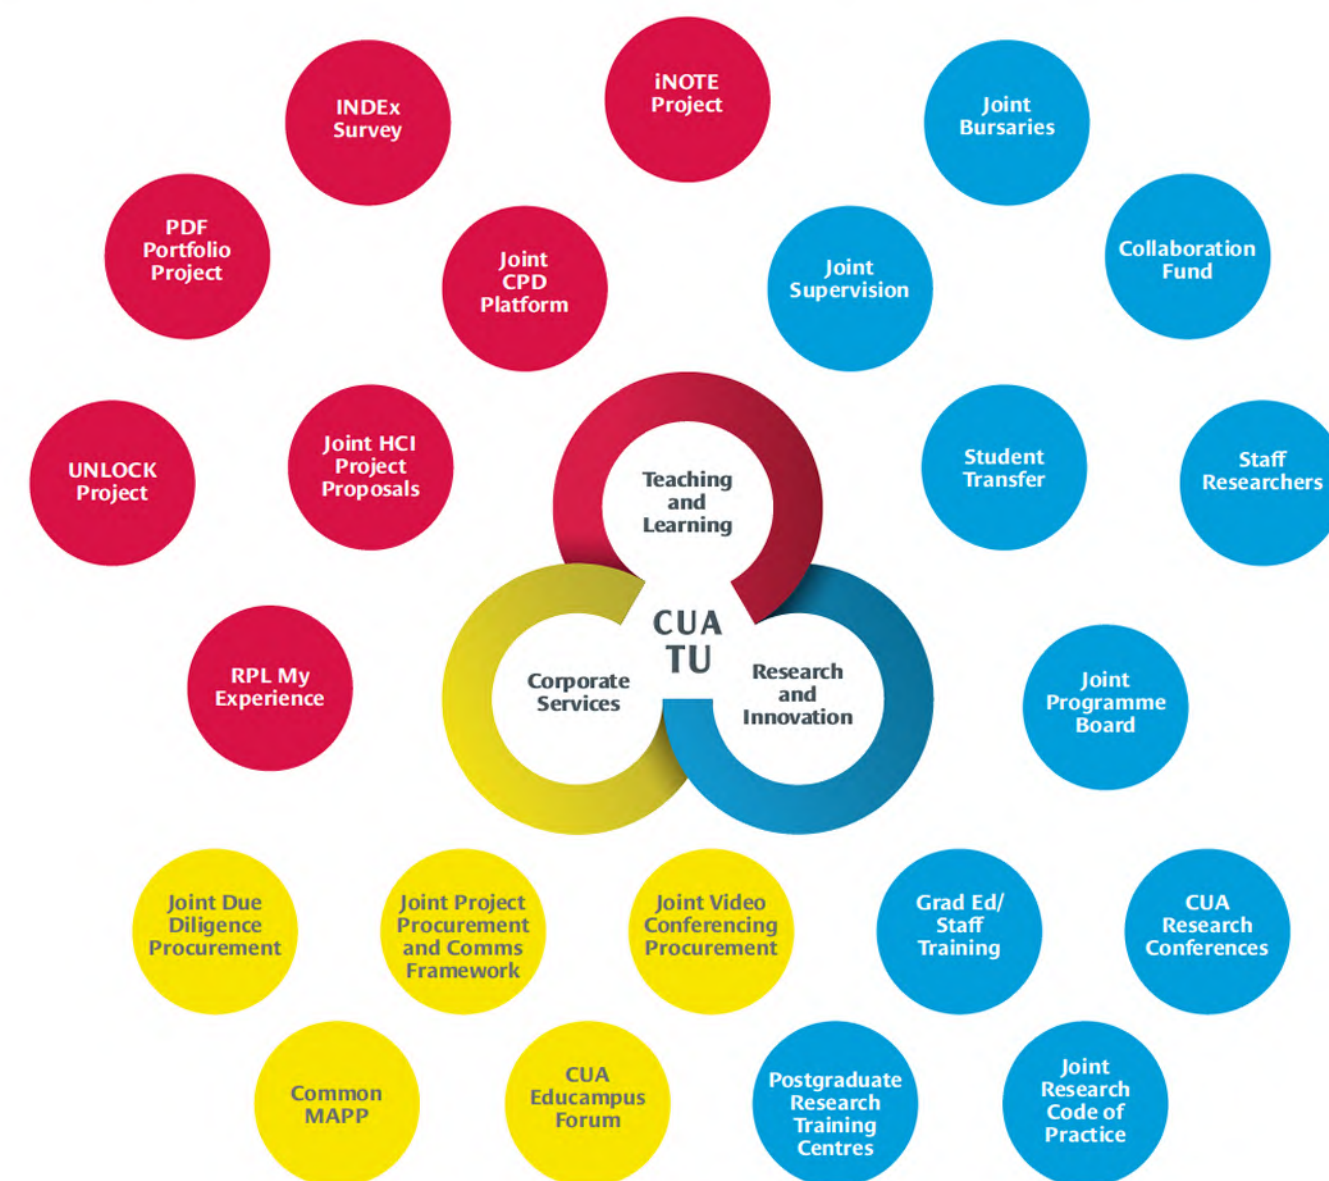 iNOTE
Project
INDEx
Survey
Joint
Bursaries
PDF
Portfolio
Project
Joint
CPD
Platform
Joint
Supervision
Collaboration
Fund
UNLOCK
Project
Joint HCI
Project
Proposals
Teaching
and
Learning
Student
Transfer
Staff
Researchers
RPL My
Experience
CUA
TU
Corporate
Services
Research
and
Innovation
Joint
Programme
Board
Joint Due
Diligence
Procurement
Joint Project
Procurement
and Comms
Framework
Joint Video
Conferencing
Procurement
Grad Ed/
Staff
Training
CUA
Research
Conferences
Common
MAPP
CUA
Educampus
Forum
Postgraduate
Research
Training
Centres
Joint
Research
Code of
Practice